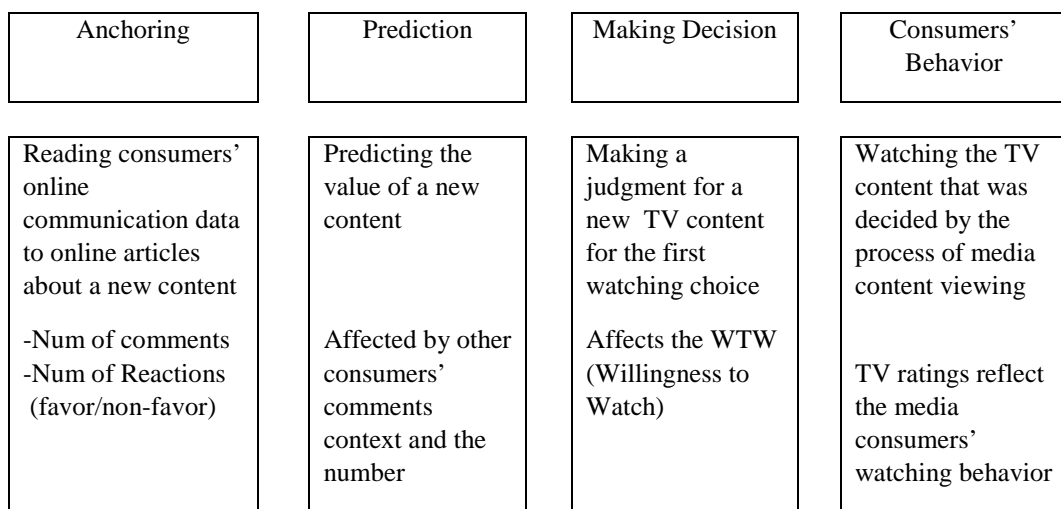 Anchoring
Prediction
Making Decision
Consumers’
Behavior
Reading consumers’
online
communication data
to online articles
about a new content
-Num of comments
-Num of Reactions
(favor/non-favor)
Predicting the
value of a new
content
Affected by other
consumers’
comments
context and the
number
Making a
judgment for a
new TV content
for the first
watching choice
Affects the WTW
(Willingness to
Watch)
Watching the TV
content that was
decided by the
process of media
content viewing
TV ratings reflect
the media
consumers’
watching behavior